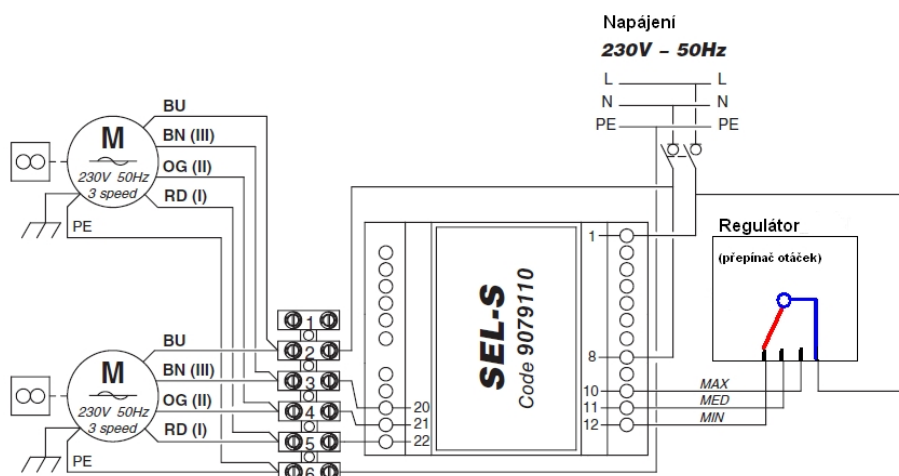 Napájení
230V – 50Hz
L L
N N
PE PE
BU
BN (III)
OG (II)
RD (I)
PE
M
230V 50Hz
3 speed
SEL-S
Code 9079110
1
8
10
11
12
20
21
22
MAX
MED
MIN
Regulátor
(přepínač otáček)
1
2
3
4
5
6
BU
BN (III)
OG (II)
RD (I)
PE
M
230V 50Hz
3 speed